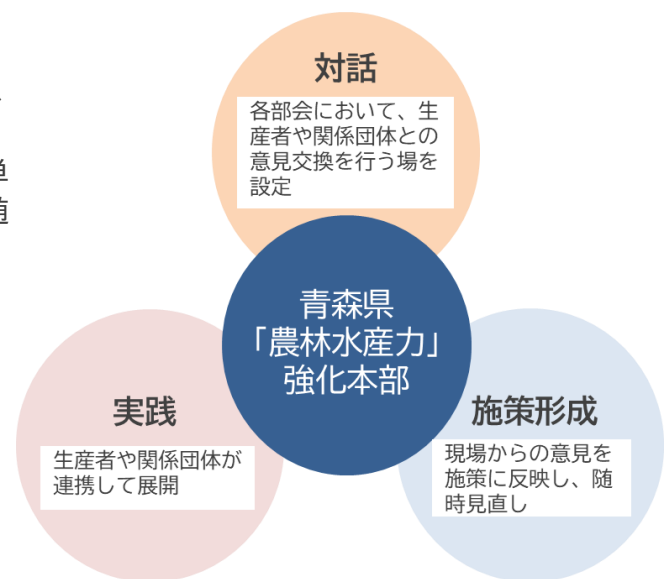 対話
各部会において、生
産者や関係団体との
意見交換を行う場を
設定
青森県
「農林水産力」
強化本部
実践
生産者や関係団体が
連携して展開
施策形成
現場からの意見を
施策に反映し、随
時見直し